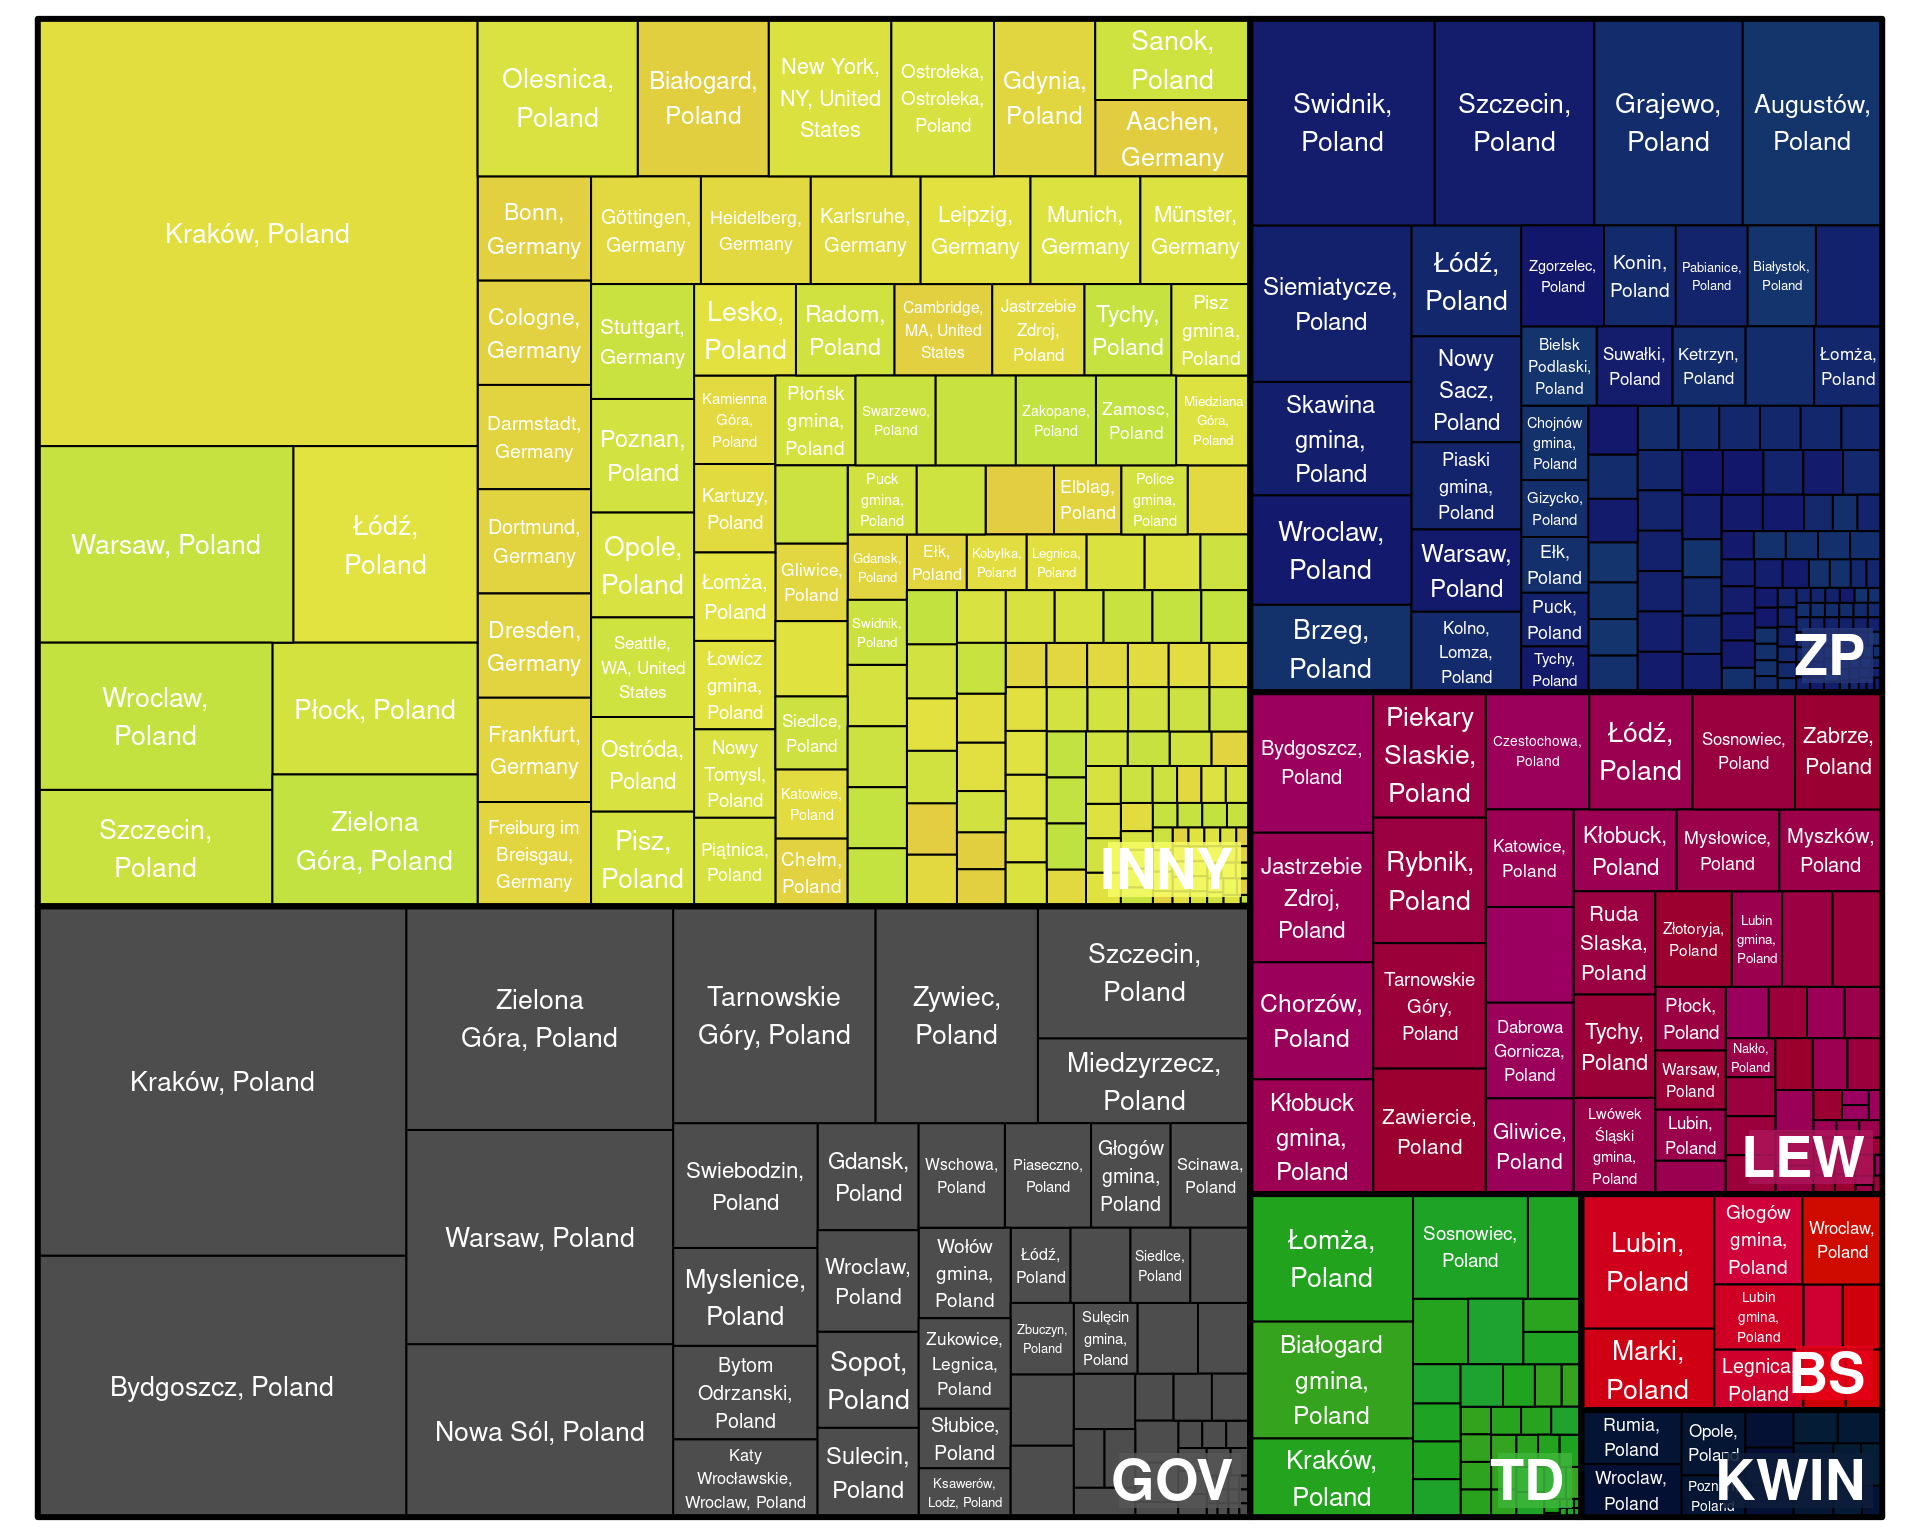 Kraków, Poland
Warsaw, Poland
Łódź,
Poland
Wroclaw,
Poland
Płock, Poland
Szczecin,
Poland
Zielona
Góra, Poland
Olesnica,
Poland
Białogard,
Poland
New York,
NY, United
States
Ostrołeka,
Ostroleka,
Poland
Gdynia,
Poland
Sanok,
Poland
Aachen,
Germany
Bonn,
Germany
Göttingen,
Germany
Heidelberg,
Germany
Karlsruhe,
Germany
Leipzig,
Germany
Munich,
Germany
Münster,
Germany
Cologne,
Germany
Darmstadt,
Germany
Dortmund,
Germany
Dresden,
Germany
Frankfurt,
Germany
Freiburg im
Breisgau,
Germany
Stuttgart,
Germany
Poznan,
Poland
Opole,
Poland
Seattle,
WA, United
States
Ostróda,
Poland
Pisz,
Poland
Lesko,
Poland
Radom,
Poland
Cambridge,
MA, United
States
Jastrzebie
Zdroj,
Poland
Tychy,
Poland
Pisz
gmina,
Poland
Kamienna
Góra,
Poland
Kartuzy,
Poland
Łomża,
Poland
Łowicz
gmina,
Poland
Nowy
Tomysl,
Poland
Piątnica,
Poland
Płońsk
gmina,
Poland
Swarzewo,
Poland
Zakopane,
Poland
Zamosc,
Poland
Miedziana
Góra,
Poland
Gliwice,
Poland
Siedlce,
Poland
Katowice,
Poland
Chełm,
Poland
Puck
gmina,
Poland
Elblag,
Poland
Police
gmina,
Poland
Gdansk,
Poland
Swidnik,
Poland
Ełk,
Poland
Kobyłka,
Poland
Legnica,
Poland
INNY
Kraków, Poland
Bydgoszcz, Poland
Zielona
Góra, Poland
Warsaw, Poland
Nowa Sól, Poland
Tarnowskie
Góry, Poland
Zywiec,
Poland
Szczecin,
Poland
Miedzyrzecz,
Poland
Swiebodzin,
Poland
Myslenice,
Poland
Bytom
Odrzanski,
Poland
Katy
Wrocławskie,
Wroclaw, Poland
Gdansk,
Poland
Wroclaw,
Poland
Sopot,
Poland
Sulecin,
Poland
Wschowa,
Poland
Piaseczno,
Poland
Głogów
gmina,
Poland
Scinawa,
Poland
Wołów
gmina,
Poland
Zukowice,
Legnica,
Poland
Słubice,
Poland
Ksawerów,
Lodz, Poland
Łódź,
Poland
Siedlce,
Poland
Zbuczyn,
Poland
Sulęcin
gmina,
Poland
GOV
Swidnik,
Poland
Szczecin,
Poland
Grajewo,
Poland
Augustów,
Poland
Siemiatycze,
Poland
Skawina
gmina,
Poland
Wroclaw,
Poland
Brzeg,
Poland
Łódź,
Poland
Nowy
Sacz,
Poland
Piaski
gmina,
Poland
Warsaw,
Poland
Kolno,
Lomza,
Poland
Zgorzelec,
Poland
Konin,
Poland
Pabianice,
Poland
Białystok,
Poland
Bielsk
Podlaski,
Poland
Suwałki,
Poland
Ketrzyn,
Poland
Łomża,
Poland
Chojnów
gmina,
Poland
Gizycko,
Poland
Ełk,
Poland
Puck,
Poland
Tychy,
Poland
ZP
Bydgoszcz,
Poland
Jastrzebie
Zdroj,
Poland
Chorzów,
Poland
Kłobuck
gmina,
Poland
Piekary
Slaskie,
Poland
Rybnik,
Poland
Tarnowskie
Góry,
Poland
Zawiercie,
Poland
Czestochowa,
Poland
Łódź,
Poland
Sosnowiec,
Poland
Zabrze,
Poland
Katowice,
Poland
Dabrowa
Gornicza,
Poland
Gliwice,
Poland
Kłobuck,
Poland
Mysłowice,
Poland
Myszków,
Poland
Ruda
Slaska,
Poland
Tychy,
Poland
Lwówek
Śląski
gmina,
Poland
Złotoryja,
Poland
Lubin
gmina,
Poland
Płock,
Poland
Warsaw,
Poland
Lubin,
Poland
Nakło,
Poland
LEW
Łomża,
Poland
Białogard
gmina,
Poland
Kraków,
Poland
Sosnowiec,
Poland
TD
Lubin,
Poland
Marki,
Poland
Głogów
gmina,
Poland
Wroclaw,
Poland
Lubin
gmina,
Poland
Legnica
Poland
BS
Rumia,
Poland
Wroclaw,
Poland
Opole,
Poland
Poland
KWIN